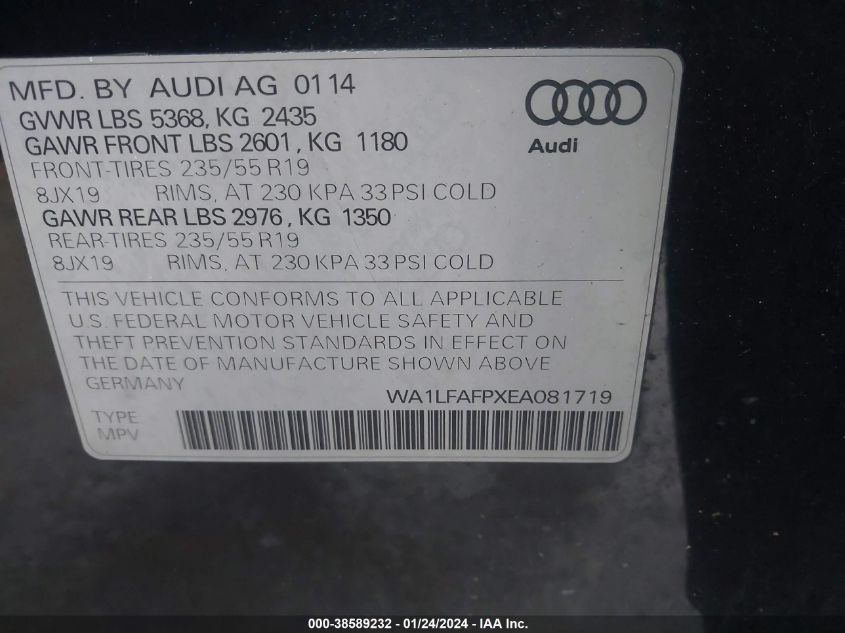 MFD. BY AUDI AG 01 14
GVWR LBS 5368, KG 2435
GAWR FRONT LBS 2601, KG 1180
FRONT-TIRES 235/55 R19
8JX19 RIMS, AT 230 KPA 33 PSI COLD
GAWR REAR LBS 2976, KG 1350
REAR-TIRES 235/55 R19
8JX19 RIMS, AT 230 KPA 33 PSI COLD
Audi
THIS VEHICLE CONFORMS TO ALL APPLICABLE
U.S. FEDERAL MOTOR VEHICLE SAFETY AND
THEFT PREVENTION STANDARDS IN EFFECT ON
THE DATE OF MANUFACTURE SHOWN ABOVE
GERMANY
WA1LFAFPXEA081719
TYPE
MPV
000-38589232 - 01/24/2024 - IAA, Inc.